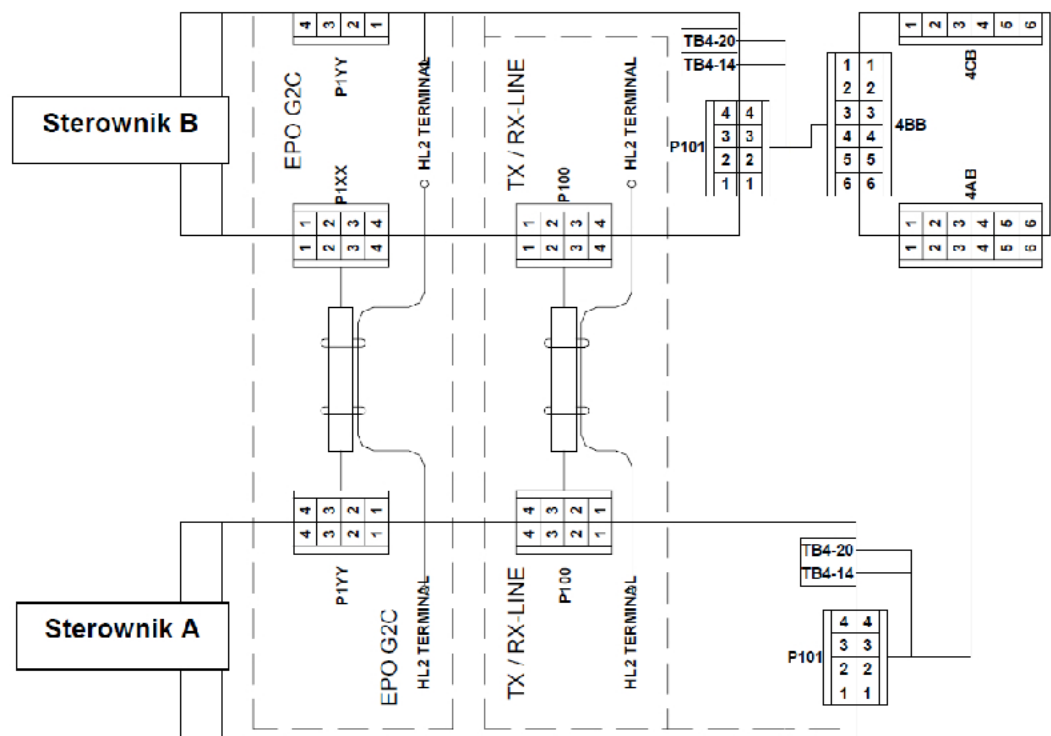 4 3 2 1
P1YY
HL2 TERMINAL
EPO G2C
P1XX
1 2 3 4
1 2 3 4
Sterownik B
TX / RX-LINE
HL2 TERMINAL
P100
1 2 3 4
1 2 3 4
TB4-20
TB4-14
P101
4 4
3 3
2 2
1 1
1 2 3 4 5 6
4CB
1 1
2 2
3 3
4 4
5 5
6 6
4BB
4AB
1 2 3 4 5 6
1 2 3 4 5 6
4 3 2 1
4 3 2 1
P1YY
EPO G2C
HL2 TERMINAL
Sterownik A
4 3 2 1
4 3 2 1
P100
TX / RX-LINE
HL2 TERMINAL
TB4-20
TB4-14
P101
4 4
3 3
2 2
1 1